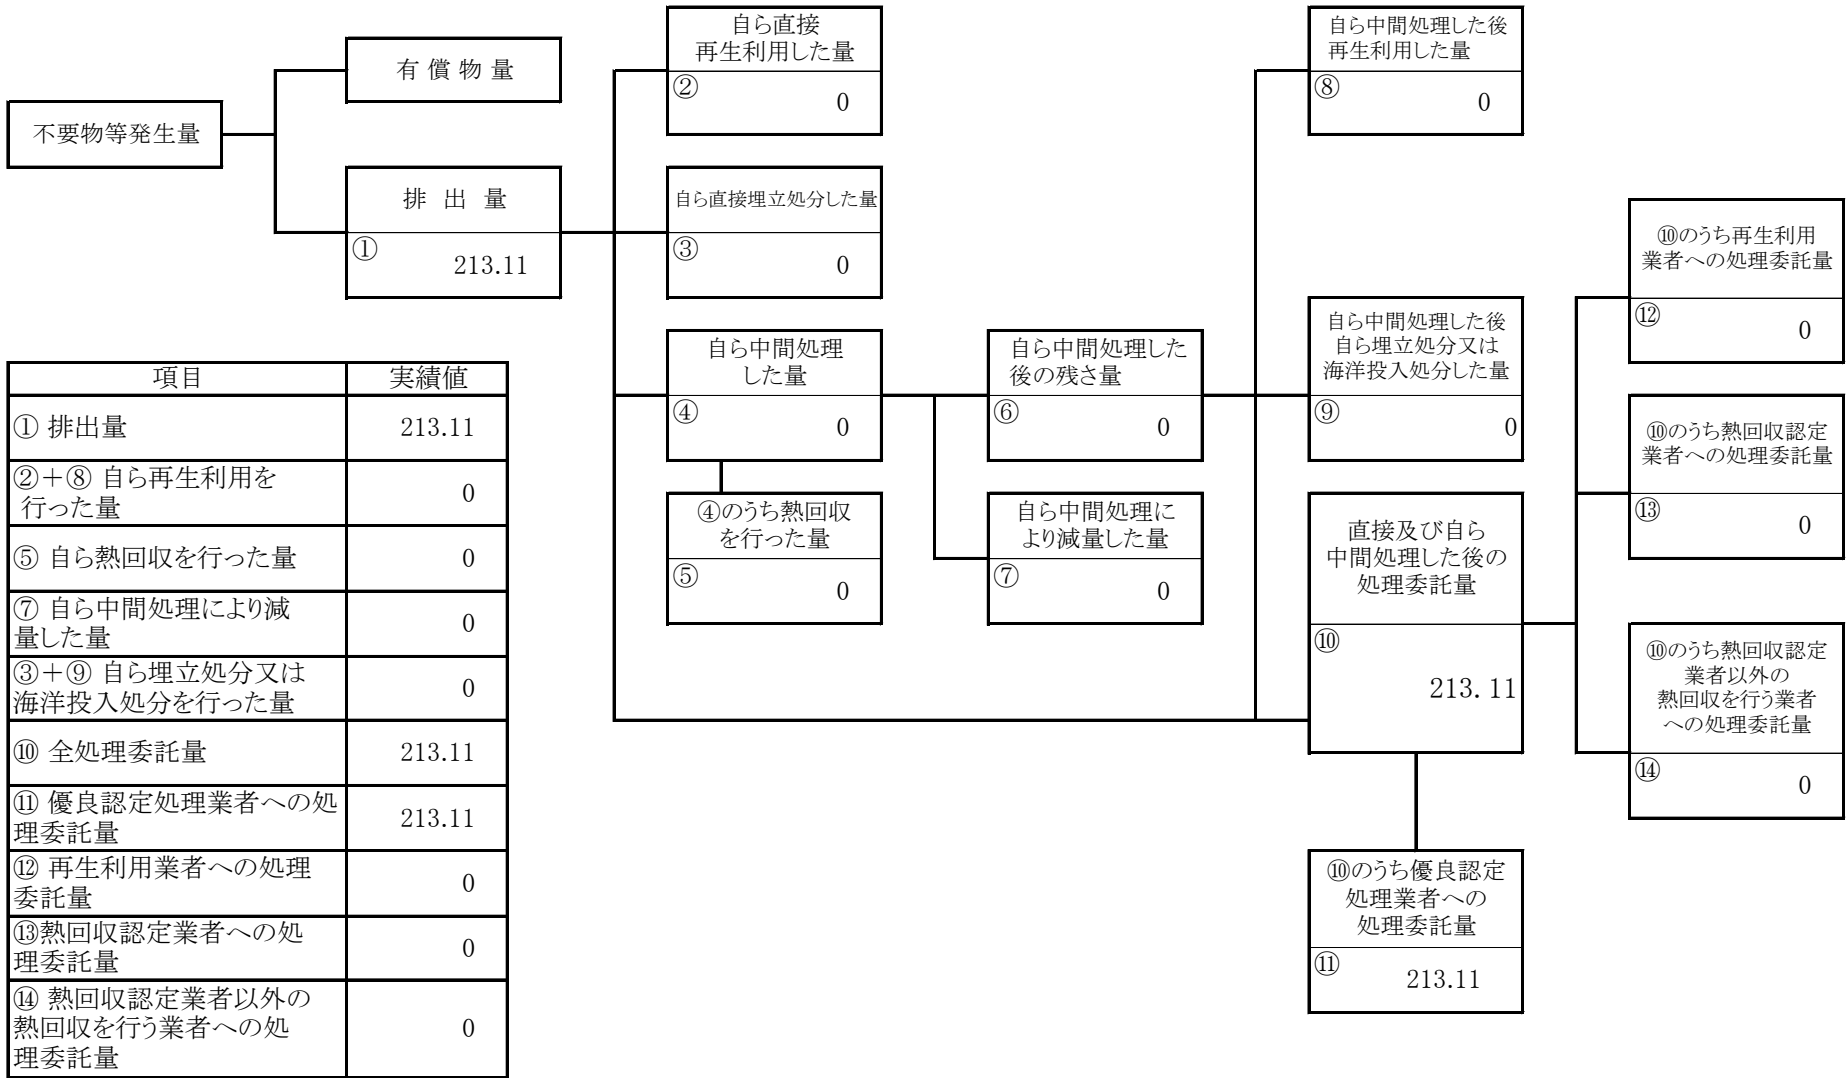 不要物等発生量
有 償 物 量
排 出 量
①
213.11
自ら直接
再生利用した量
②
0
自ら直接埋立処分した量
③
0
自ら中間処理
した量
④
0
④のうち熱回収
を行った量
⑤
0
自ら中間処理した
後の残さ量
⑥
0
自ら中間処理に
より減量した量
⑦
0
自ら中間処理した後
再生利用した量
⑧
0
自ら中間処理した後
自ら埋立処分又は
海洋投入処分した量
⑨
0
直接及び自ら
中間処理した後の
処理委託量
⑩
213.11
⑩のうち優良認定
処理業者への
処理委託量
⑪
213.11
⑩のうち再生利用
業者への処理委託量
⑫
0
⑩のうち熱回収認定
業者への処理委託量
⑬
0
⑩のうち熱回収認定
業者以外の
熱回収を行う業者
への処理委託量
⑭
0
項目 実績値
① 排出量 213.11
②＋⑧ 自ら再生利用を
行った量 0
⑤ 自ら熱回収を行った量 0
⑦ 自ら中間処理により減
量した量 0
③＋⑨ 自ら埋立処分又は
海洋投入処分を行った量 0
⑩ 全処理委託量 213.11
⑪ 優良認定処理業者への処
理委託量 213.11
⑫ 再生利用業者への処理
委託量 0
⑬熱回収認定業者への処
理委託量 0
⑭ 熱回収認定業者以外の
熱回収を行う業者への処
理委託量 0